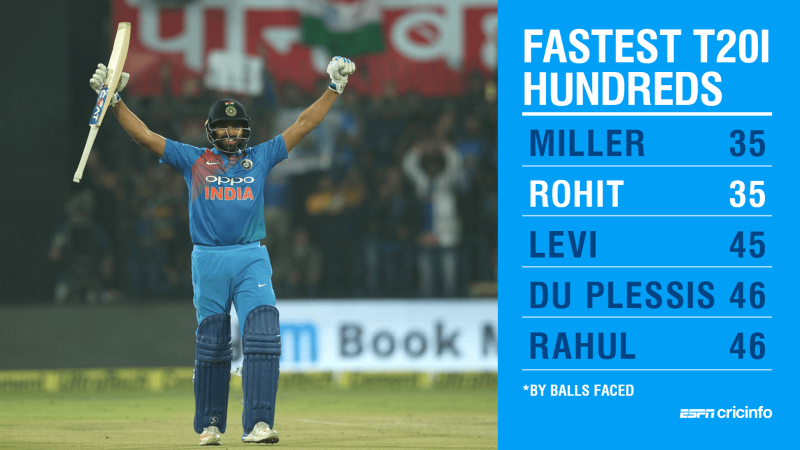 पारम
oppo
INDIA
Book N
FASTEST T20I
HUNDREDS
MILLER 35
ROHIT 35
LEVI 45
DU PLESSIS 46
RAHUL 46
*BY BALLS FACED
ESPN cricinfo